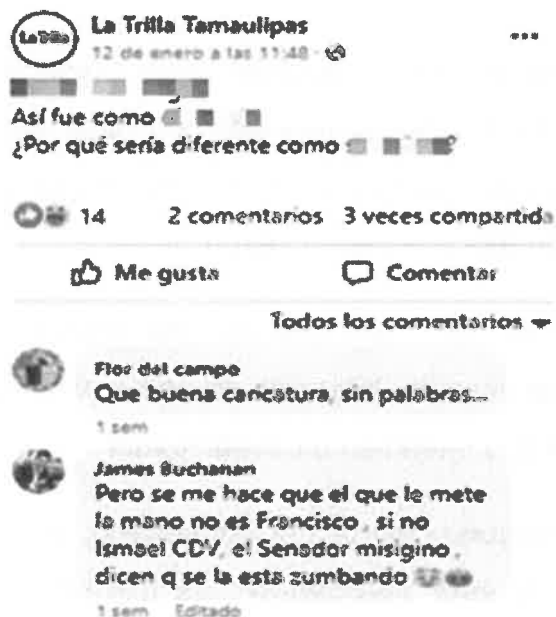 La Trilla
La Trilla Tamaulipas
12 de enero a las 11:48
Así fue como
¿Por qué sería diferente como ?
14 2 comentarios 3 veces compartida
Me gusta Comentar
Todos los comentarios
Flor del campo
Que buena caricatura, sin palabras...
1 sem
James Buchanan
Pero se me hace que el que le mete
la mano no es Francisco, si no
Ismael CDV, el Senador misigino,
dicen q se la esta zumbando
1 sem Editado